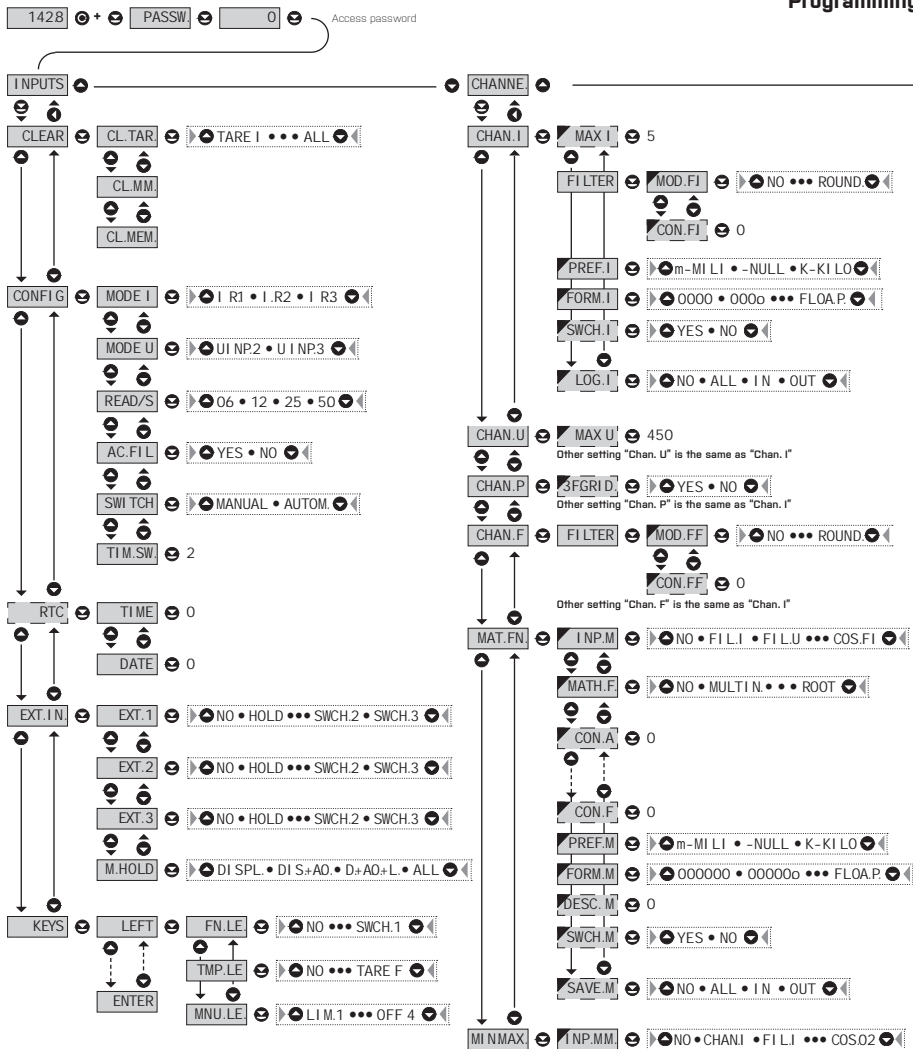 Programming
1428 + PASSW. 0 Access password
INPUTS
CLEAR CL.TAR. TARE I ••• ALL
CL.MM.
CL.MEM.
CONFIG MODE I I R.1 • I .R2 • I R.3
MODE U U INP.2 • U INP.3
READ/S 06 • 12 • 25 • 50
AC.FIL YES • NO
SWITCH MANUAL • AUTOM.
TIM.SW. 2
RTC TIME 0
DATE 0
EXT.IN. EXT.1 NO • HOLD ••• SWCH.2 • SWCH.3
EXT.2 NO • HOLD ••• SWCH.2 • SWCH.3
EXT.3 NO • HOLD ••• SWCH.2 • SWCH.3
M.HOLD DISPL. • DIS.+AO. • D+AO.+L. • ALL
KEYS LEFT FN.LE. NO ••• SWCH.1
TMP.LE NO ••• TARE F
ENTER MNU.LE. LIM.1 ••• OFF 4
CHANNE.
CHAN.I MAX I 5
FILTER MOD.F.I NO ••• ROUND.
CON.F.I 0
PREF.I m-MILI • -NULL • K-KILO
FORM.I 0000 • 000o ••• FLOA.P.
SWCH.I YES • NO
LOG.I NO • ALL • IN • OUT
CHAN.U MAX U 450
Other setting "Chan. U" is the same as "Chan. I"
CHAN.P 3FGRID. YES • NO
Other setting "Chan. P" is the same as "Chan. I"
CHAN.F FILTER MOD.F.F NO ••• ROUND.
CON.F.F 0
Other setting "Chan. F" is the same as "Chan. I"
MAT.FN. INP.M NO • FIL.I • FIL.U ••• COS.FI
MATH.F. NO • MULTIN. ••• ROOT
CON.A 0
CON.F 0
PREF.M m-MILI • -NULL • K-KILO
FORM.M 000000 • 00000o ••• FLOA.P.
DESC. M 0
SWCH.M YES • NO
SAVE.M NO • ALL • IN • OUT
MINMAX. INP.MM. NO • CHAN.I • FIL.I ••• COS.02